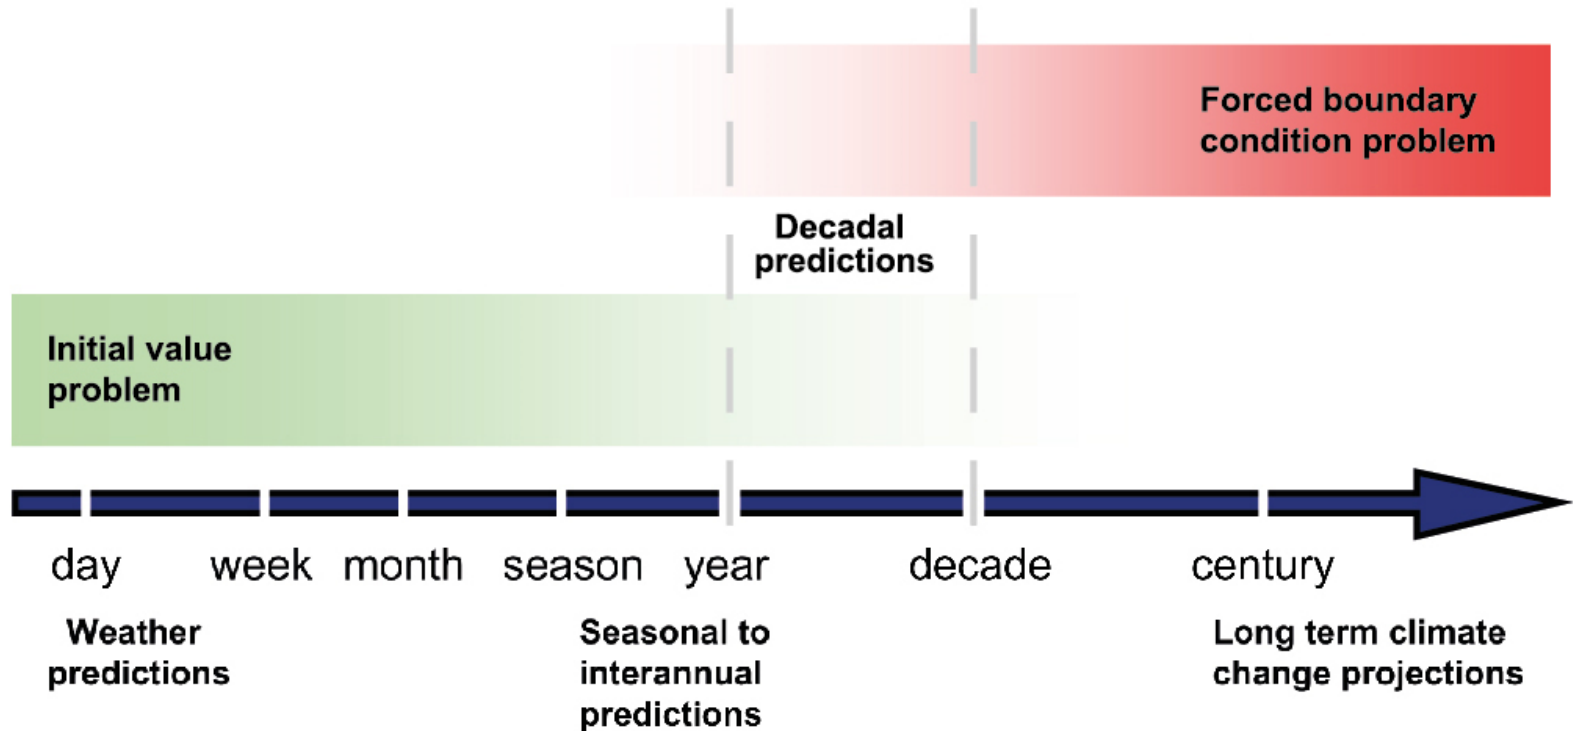 Forced boundary
condition problem
Decadal
predictions
Initial value
problem
day week month season year decade century
Weather
predictions
Seasonal to
interannual
predictions
Long term climate
change projections